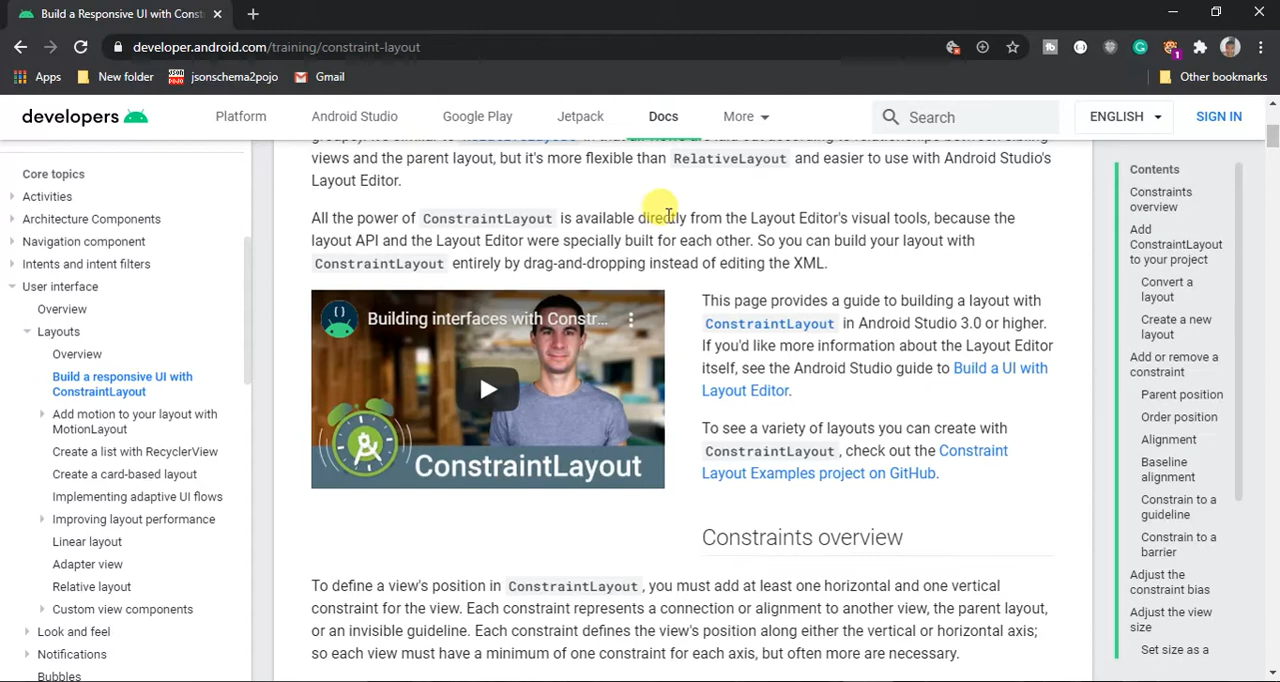 Build a Responsive UI with Const
developer.android.com/training/constraint-layout
1
Apps
New folder
JSON
POJO
jsonschema2pojo
Gmail
Other bookmarks
developers
Platform
Android Studio
Google Play
Jetpack
Docs
More
Search
ENGLISH
SIGN IN
Core topics
Activities
Architecture Components
Navigation component
Intents and intent filters
User interface
Overview
Layouts
Overview
Build a responsive UI with
ConstraintLayout
Add motion to your layout with
MotionLayout
Create a list with RecyclerView
Create a card-based layout
Implementing adaptive UI flows
Improving layout performance
Linear layout
Adapter view
Relative layout
Custom view components
Look and feel
Notifications
Bubbles
views and the parent layout, but it's more flexible than RelativeLayout and easier to use with Android Studio's
Layout Editor.
All the power of ConstraintLayout is available directly from the Layout Editor's visual tools, because the
layout API and the Layout Editor were specially built for each other. So you can build your layout with
ConstraintLayout entirely by drag-and-dropping instead of editing the XML.
Building interfaces with Constr...
ConstraintLayout
This page provides a guide to building a layout with
ConstraintLayout in Android Studio 3.0 or higher.
If you'd like more information about the Layout Editor
itself, see the Android Studio guide to Build a UI with
Layout Editor.
To see a variety of layouts you can create with
ConstraintLayout, check out the Constraint
Layout Examples project on GitHub.
Constraints overview
To define a view's position in ConstraintLayout, you must add at least one horizontal and one vertical
constraint for the view. Each constraint represents a connection or alignment to another view, the parent layout,
or an invisible guideline. Each constraint defines the view's position along either the vertical or horizontal axis;
so each view must have a minimum of one constraint for each axis, but often more are necessary.
Contents
Constraints
overview
Add
ConstraintLayout
to your project
Convert a
layout
Create a new
layout
Add or remove a
constraint
Parent position
Order position
Alignment
Baseline
alignment
Constrain to a
guideline
Constrain to a
barrier
Adjust the
constraint bias
Adjust the view
size
Set size as a